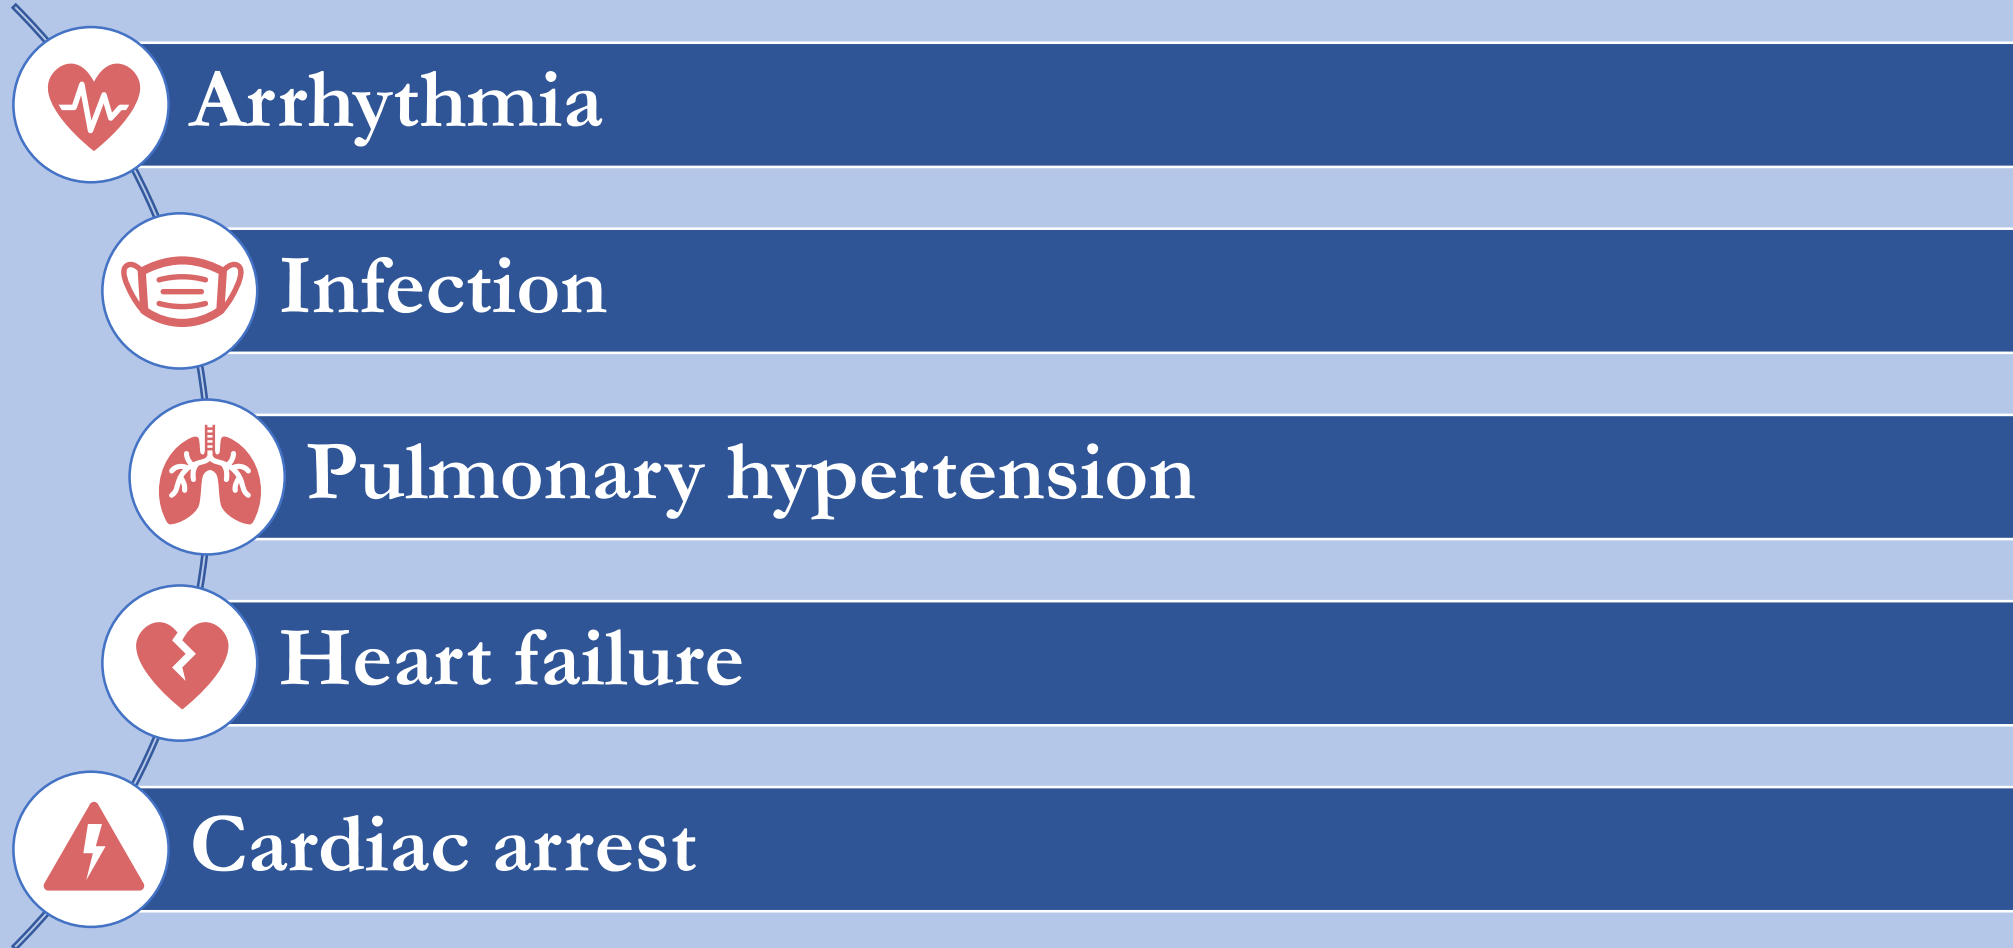 Arrhythmia
Infection
Pulmonary hypertension
Heart failure
Cardiac arrest